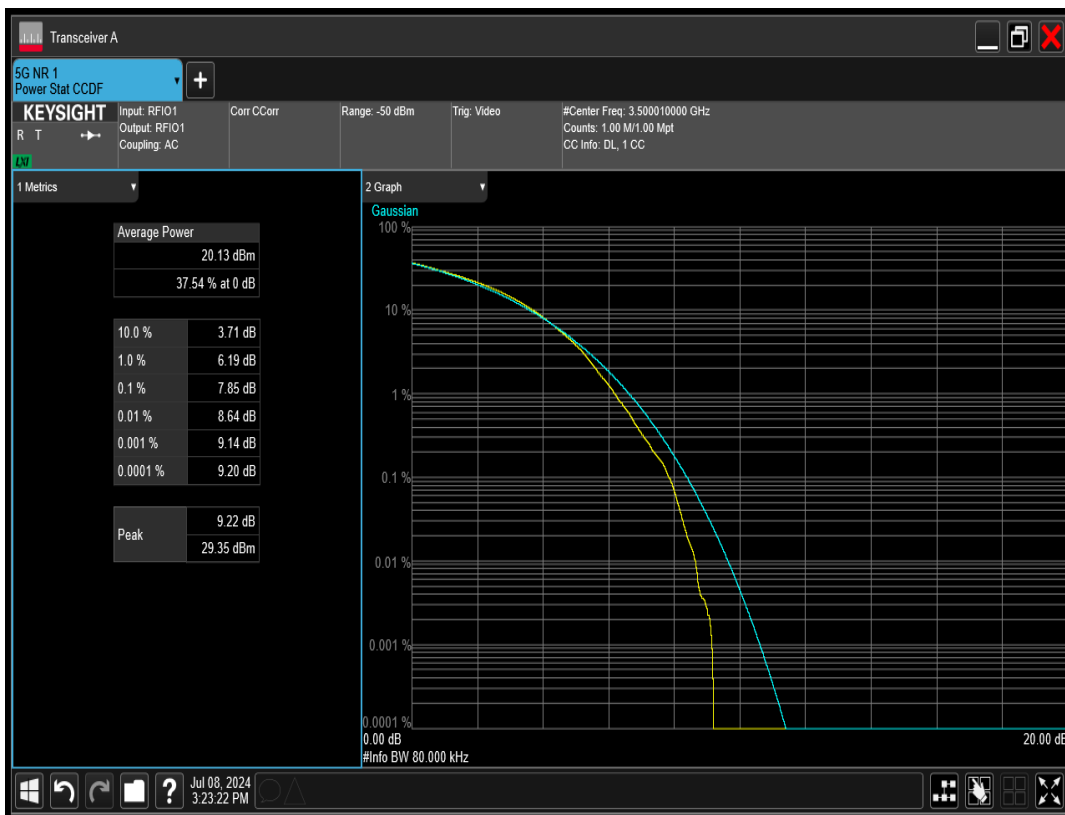 Transceiver A
5G NR 1
Power Stat CCDF
+
KEYSIGHT
R T
LXI
Input: RFIO1
Output: RFIO1
Coupling: AC
Corr CCorr
Range: -50 dBm
Trig: Video
#Center Freq: 3.500010000 GHz
Counts: 1.00 M/1.00 Mpt
CC Info: DL, 1 CC
1 Metrics
Average Power
20.13 dBm
37.54 % at 0 dB
10.0 % 3.71 dB
1.0 % 6.19 dB
0.1 % 7.85 dB
0.01 % 8.64 dB
0.001 % 9.14 dB
0.0001 % 9.20 dB
Peak 9.22 dB
29.35 dBm
2 Graph
Gaussian
100 %
10 %
1 %
0.1 %
0.01 %
0.001 %
0.0001 %
0.00 dB 20.00 dB
#Info BW 80.000 kHz
?
Jul 08, 2024
3:23:22 PM